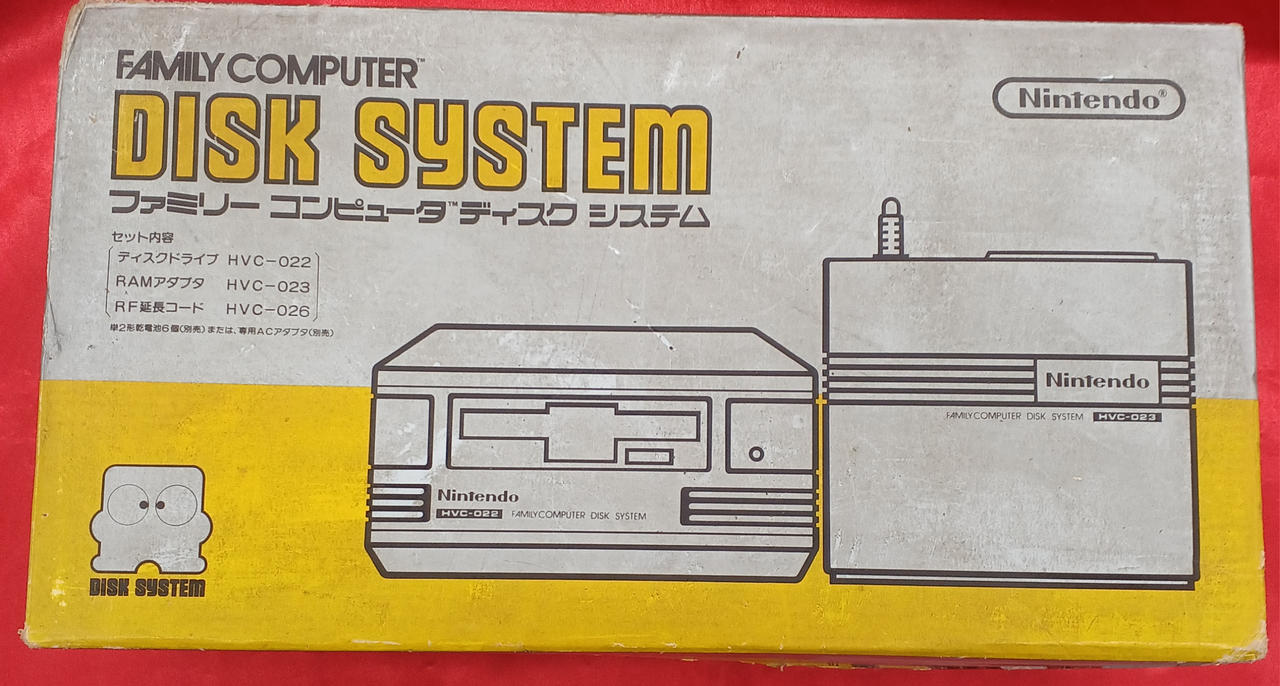 FAMILY COMPUTER™
Nintendo®
DISK SYSTEM
ファミリー コンピュータ™ ディスク システム
セット内容
ディスクドライブ HVC-022
RAMアダプタ HVC-023
RF延長コード HVC-026
単2形乾電池6個(別売)または、専用ACアダプタ(別売)
Nintendo
FAMILY COMPUTER DISK SYSTEM HVC-023
Nintendo
HVC-022 FAMILY COMPUTER DISK SYSTEM
DISK SYSTEM